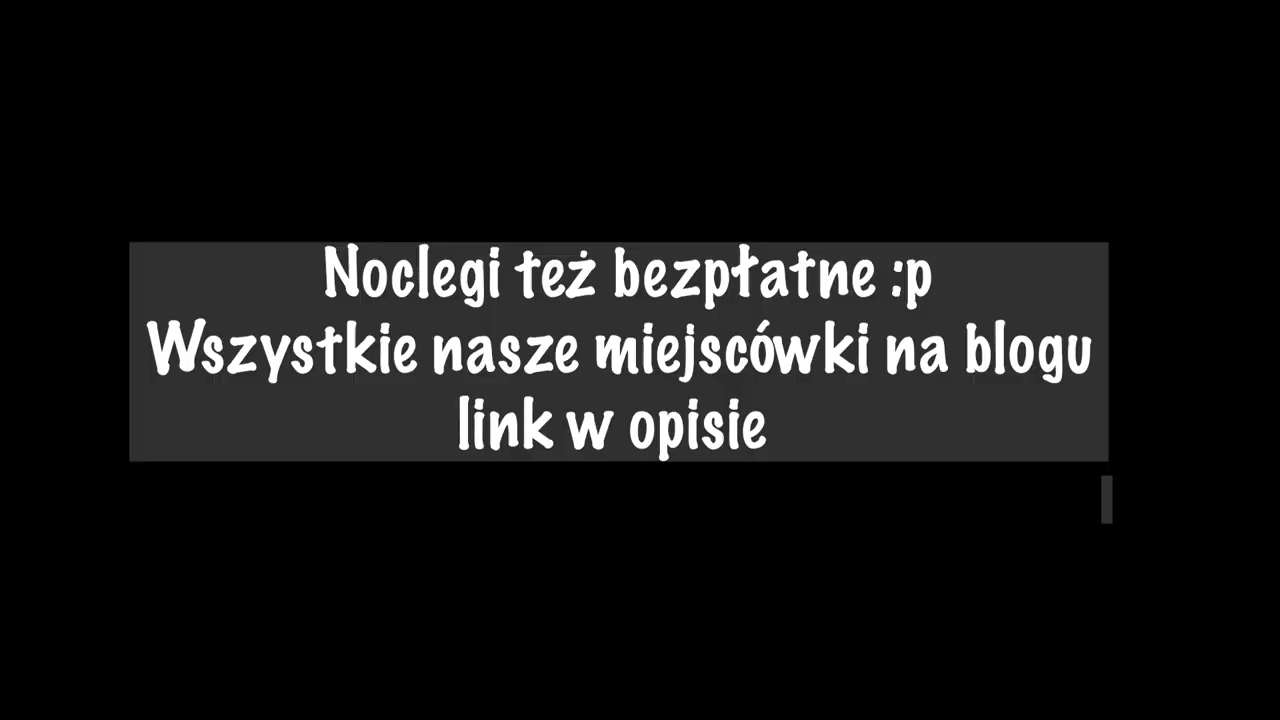 Noclegi też bezpłatne :p
Wszystkie nasze miejscówki na blogu
link w opisie